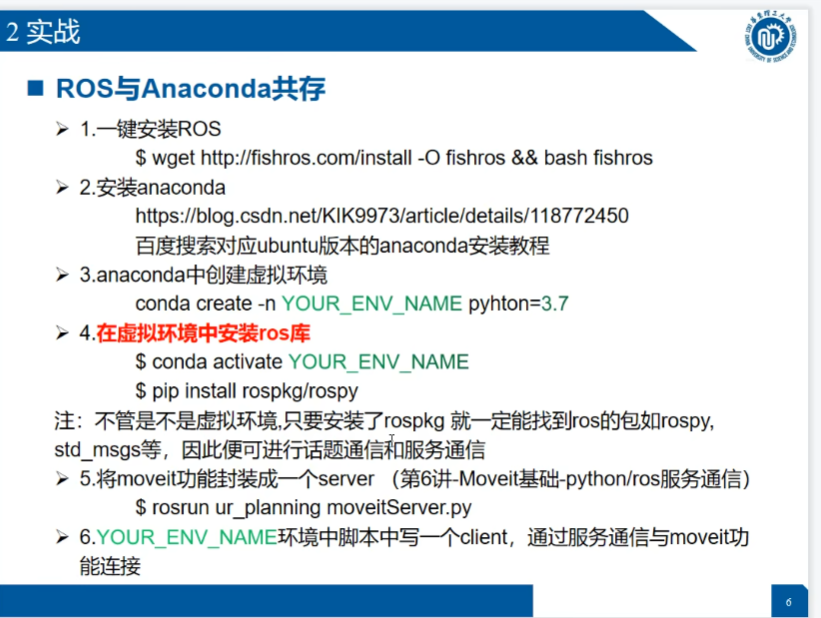 2 实战
ROS与Anaconda共存
1.一键安装ROS
$ wget http://fishros.com/install -O fishros && bash fishros
2.安装anaconda
https://blog.csdn.net/KIK9973/article/details/118772450
百度搜索对应ubuntu版本的anaconda安装教程
3.anaconda中创建虚拟环境
conda create -n YOUR_ENV_NAME pyhton=3.7
4.在虚拟环境中安装ros库
$ conda activate YOUR_ENV_NAME
$ pip install rospkg/rospy
注：不管是不是虚拟环境,只要安装了rospkg 就一定能找到ros的包如rospy,
std_msgs等，因此便可进行话题通信和服务通信
5.将moveit功能封装成一个server （第6讲-Moveit基础-python/ros服务通信）
$ rosrun ur_planning moveitServer.py
6.YOUR_ENV_NAME环境中脚本中写一个client，通过服务通信与moveit功
能连接
6